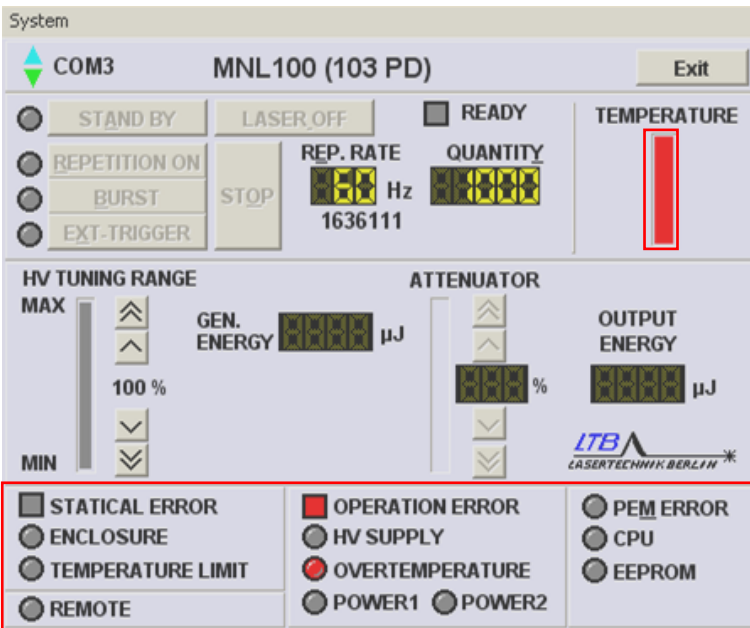 System
COM3 MNL100 (103 PD) Exit
STAND BY LASER OFF READY TEMPERATURE
REPETITION ON REP. RATE QUANTITY
BURST STOP 50 Hz 1000
EXT-TRIGGER 1636111
HV TUNING RANGE ATTENUATOR
MAX GEN. ENERGY µJ OUTPUT ENERGY
100 % % µJ
MIN LTB
LASERTECHNIK BERLIN
STATICAL ERROR OPERATION ERROR PEM ERROR
ENCLOSURE HV SUPPLY CPU
TEMPERATURE LIMIT OVERTEMPERATURE EEPROM
REMOTE POWER1 POWER2